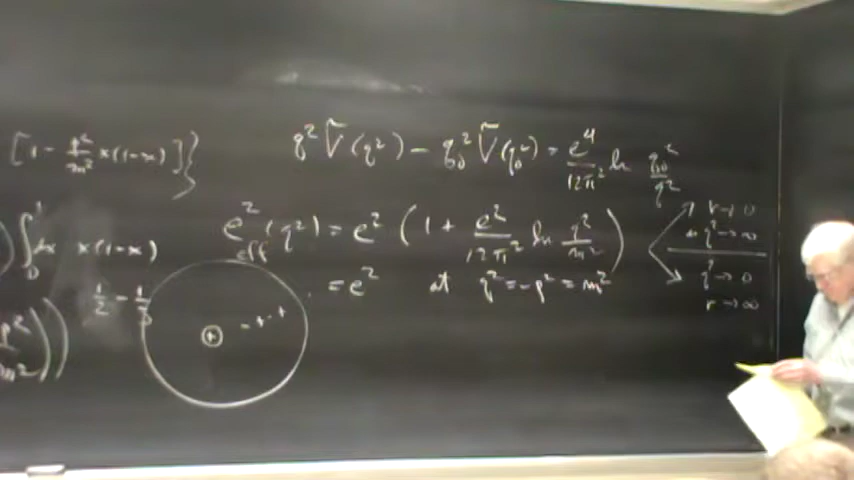 [1 - q²/m² x(1-x)]}
q² Ṽ(q²) - q₀² Ṽ(q₀²) = e⁴/12π² ln q₀²/q²
∫₀¹ dx x(1-x)
e²eff (q²) = e² (1 + e²/12π² ln q²/m²)
r → 0
q² → ∞
1/2 - 1/3
= e² at q² = -p² = m²
q² → 0
r → ∞
+
- + - +